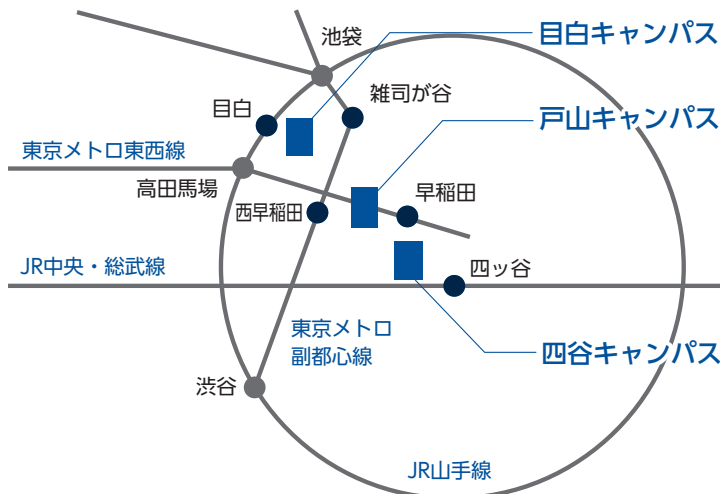 池袋
目白キャンパス
目白
雑司が谷
戸山キャンパス
東京メトロ東西線
高田馬場
西早稲田
早稲田
JR中央・総武線
四ッ谷
東京メトロ
副都心線
四谷キャンパス
渋谷
JR山手線